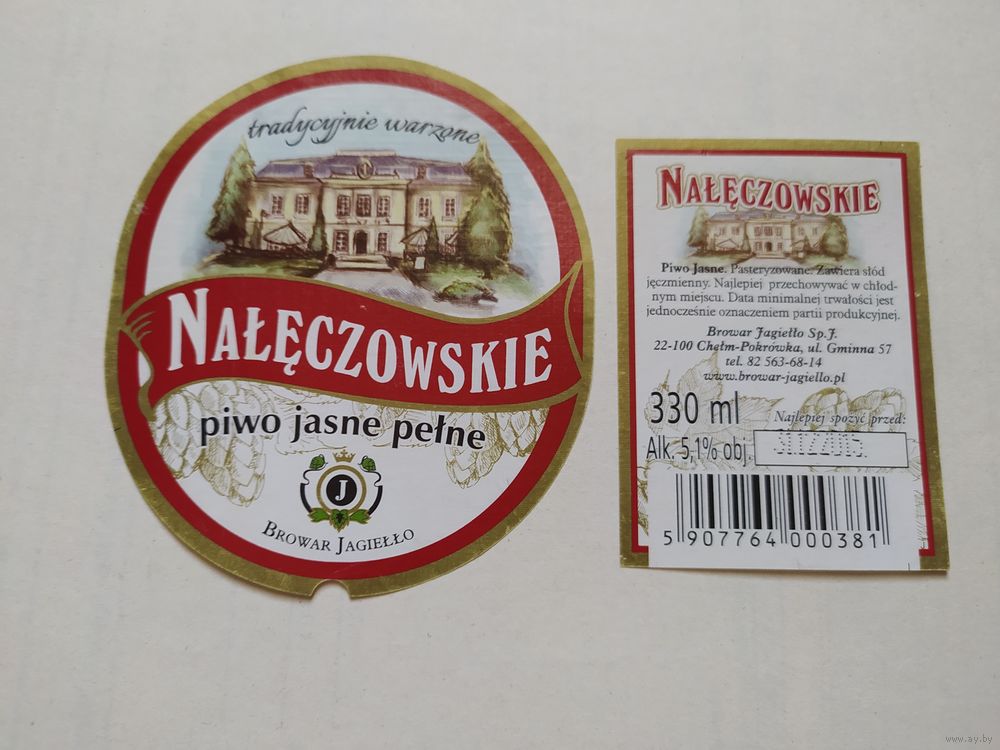 tradycyjnie warzone
NAŁĘCZOWSKIE
piwo jasne pełne
J
BROWAR JAGIEŁŁO
NAŁĘCZOWSKIE
Piwo Jasne. Pasteryzowane. Zawiera słód
jęczmienny. Najlepiej przechowywać w chłod-
nym miejscu. Data minimalnej trwałości jest
jednocześnie oznaczeniem partii produkcyjnej.
Browar Jagiełło Sp.J.
22-100 Chełm-Pokrówka, ul. Gminna 57
tel. 82 563-68-14
www.browar-jagiello.pl
330 ml
Najlepiej spożyć przed:
Alk. 5,1% obj.
5 907764 000381
www.ay.by